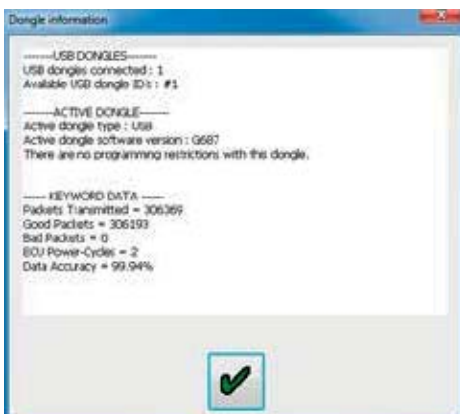 Dongle information
-------USB DONGLES-------
USB dongles connected : 1
Available USB dongle ID's : #1
-------ACTIVE DONGLE-------
Active dongle type : USB
Active dongle software version : G687
There are no programming restrictions with this dongle.
------ KEYWORD DATA ------
Packets Transmitted = 306369
Good Packets = 306193
Bad Packets = 0
ECU Power-Cycles = 2
Data Accuracy = 99.94%